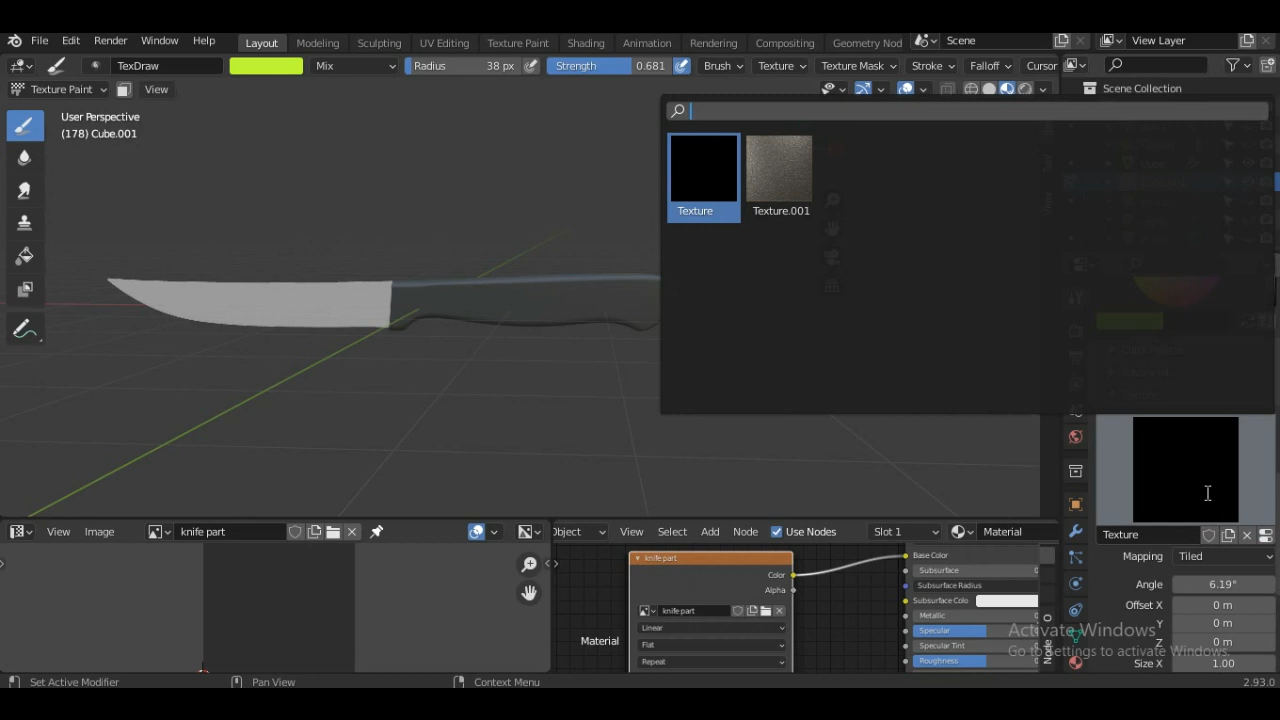 File Edit Render Window Help Layout Modeling Sculpting UV Editing Texture Paint Shading Animation Rendering Compositing Geometry Nod Scene View Layer
TexDraw Mix Radius 38 px Strength 0.681 Brush Texture Texture Mask Stroke Falloff Cursor
Texture Paint View Scene Collection
User Perspective
(178) Cube.001
Texture Texture.001
Texture
Mapping Tiled
Angle 6.19°
Offset X 0 m
Y 0 m
Z 0 m
Size X 1.00
View Image knife part
Object View Select Add Node Use Nodes Slot 1 Material
knife part
Color
Alpha
knife part
Linear
Flat
Repeat
Material
Base Color
Subsurface 0
Subsurface Radius
Subsurface Colo
Metallic
Specular
Specular Tint
Roughness
Node O
Activate Windows
Go to Settings to activate Windows.
Set Active Modifier Pan View Context Menu 2.93.0